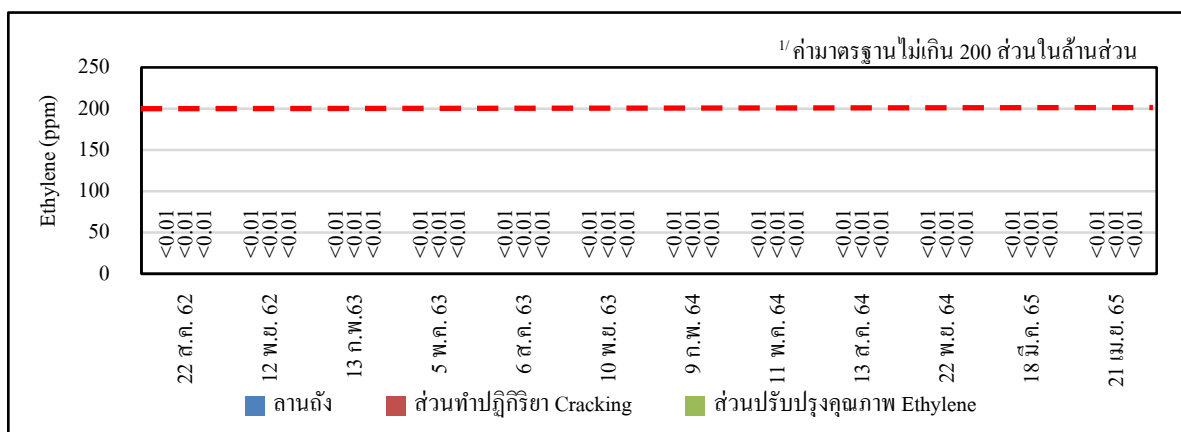 1/ ค่ามาตรฐานไม่เกิน 200 ส่วนในล้านส่วน
Ethylene (ppm)
250
200
150
100
50
0
<0.01 <0.01 <0.01 <0.01 <0.01 <0.01 <0.01 <0.01 <0.01 <0.01 <0.01 <0.01 <0.01 <0.01 <0.01 <0.01 <0.01 <0.01 <0.01 <0.01 <0.01 <0.01 <0.01 <0.01 <0.01 <0.01 <0.01 <0.01 <0.01 <0.01 <0.01 <0.01 <0.01 <0.01 <0.01 <0.01
22 ส.ค. 62
12 พ.ย. 62
13 ก.พ.63
5 พ.ค. 63
6 ส.ค. 63
10 พ.ย. 63
9 ก.พ. 64
11 พ.ค. 64
13 ส.ค. 64
22 พ.ย. 64
18 มี.ค. 65
21 เม.ย. 65
ลานถัง ส่วนทำปฏิกิริยา Cracking ส่วนปรับปรุงคุณภาพ Ethylene